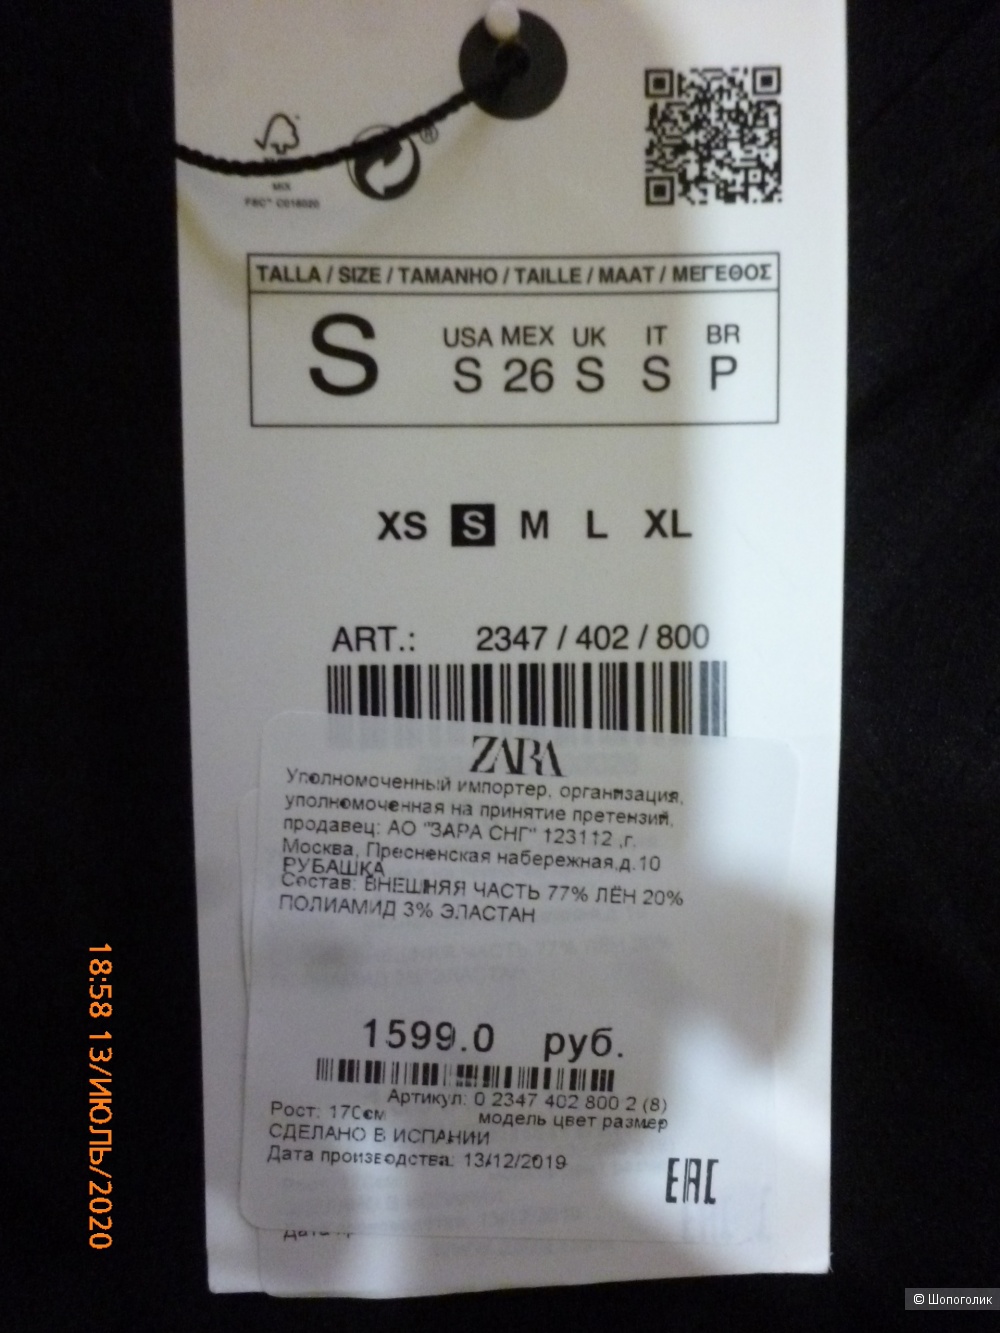 MIX
FSC™ C016020
®
TALLA / SIZE / TAMANHO / TAILLE / MAAT / ΜΕΓΕΘΟΣ
S
USA MEX UK IT BR
S 26 S S P
XS S M L XL
ART.: 2347 / 402 / 800
ZARA
Уполномоченный импортер, организация,
уполномоченная на принятие претензий,
продавец: АО "ЗАРА СНГ" 123112 ,г.
Москва, Пресненская набережная,д.10
РУБАШКА
Состав: ВНЕШНЯЯ ЧАСТЬ 77% ЛЁН 20%
ПОЛИАМИД 3% ЭЛАСТАН
1599.0 руб.
Артикул: 0 2347 402 800 2 (8)
модель цвет размер
Рост: 170см
СДЕЛАНО В ИСПАНИИ
Дата производства: 13/12/2019
EAC
18:58 13/ИЮЛЬ/2020
© Шопоголик